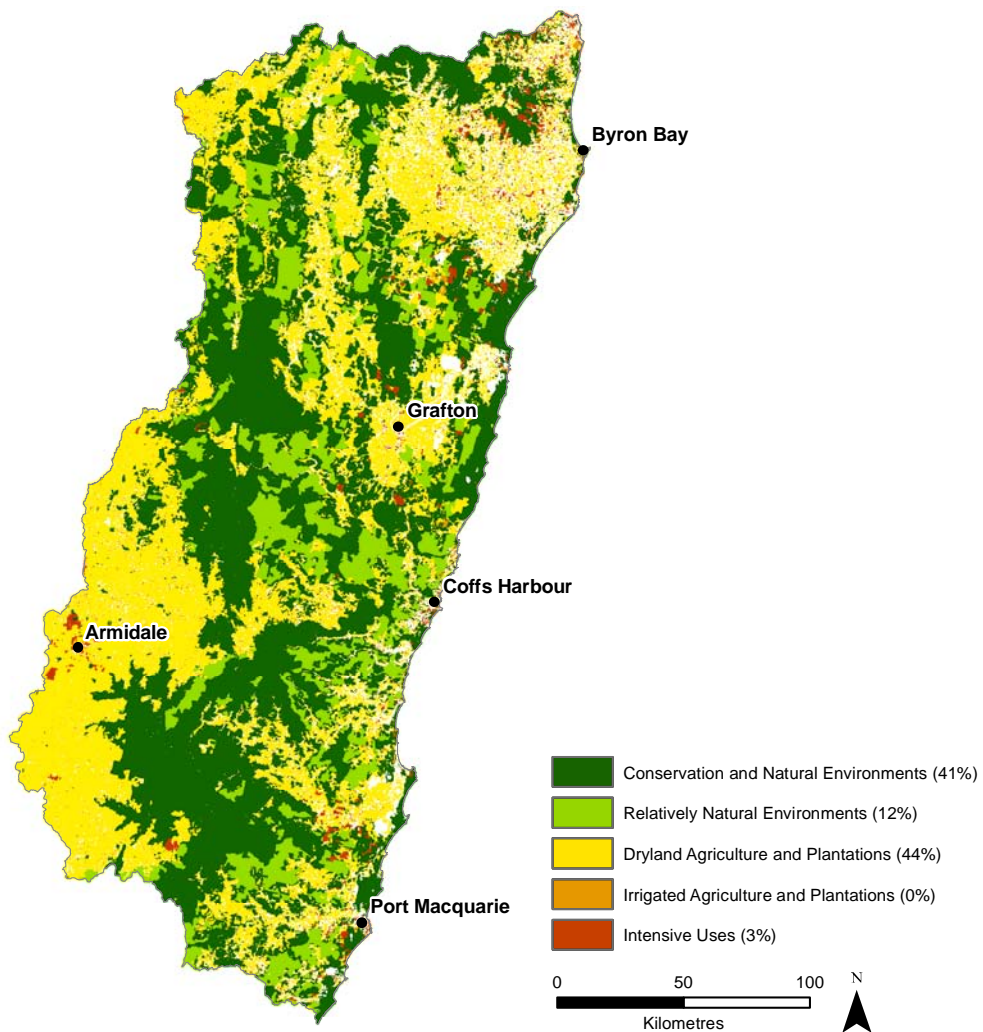 Byron Bay
Grafton
Coffs Harbour
Armidale
Port Macquarie
Conservation and Natural Environments (41%)
Relatively Natural Environments (12%)
Dryland Agriculture and Plantations (44%)
Irrigated Agriculture and Plantations (0%)
Intensive Uses (3%)
0 50 100
Kilometres
N